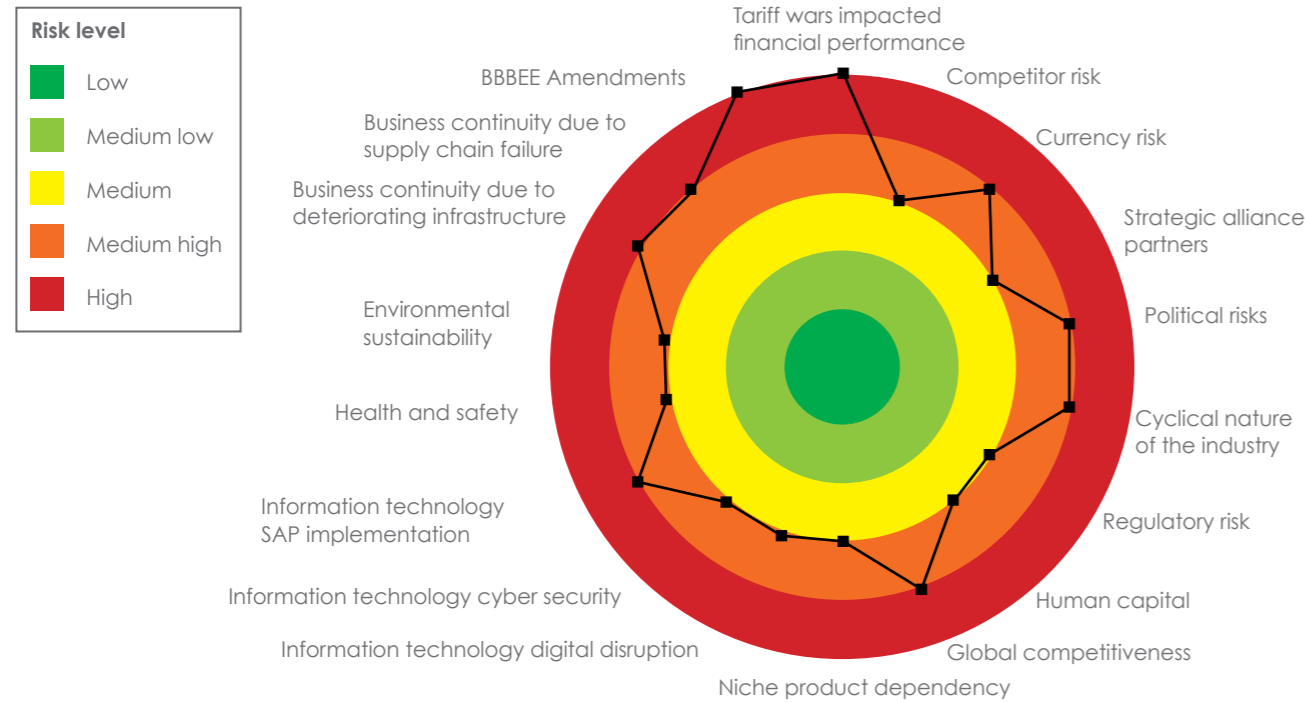 Risk level
Low
Medium low
Medium
Medium high
High
Tariff wars impacted
financial performance
Competitor risk
Currency risk
Strategic alliance
partners
Political risks
Cyclical nature
of the industry
Regulatory risk
Human capital
Global competitiveness
Niche product dependency
Information technology digital disruption
Information technology cyber security
Information technology
SAP implementation
Health and safety
Environmental
sustainability
Business continuity due to
deteriorating infrastructure
Business continuity due to
supply chain failure
BBBEE Amendments